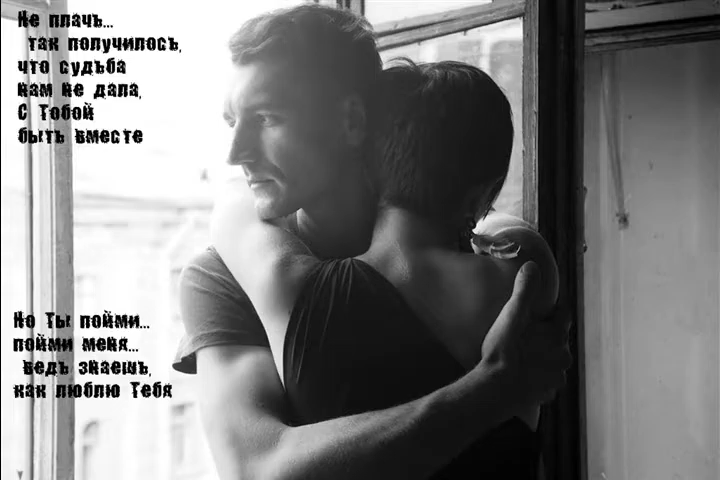 Не плачь...
так получилось,
что судьба
нам не дала,
С Тобой
быть вместе
Но Ты пойми...
пойми меня...
ведь знаешь,
как люблю Тебя